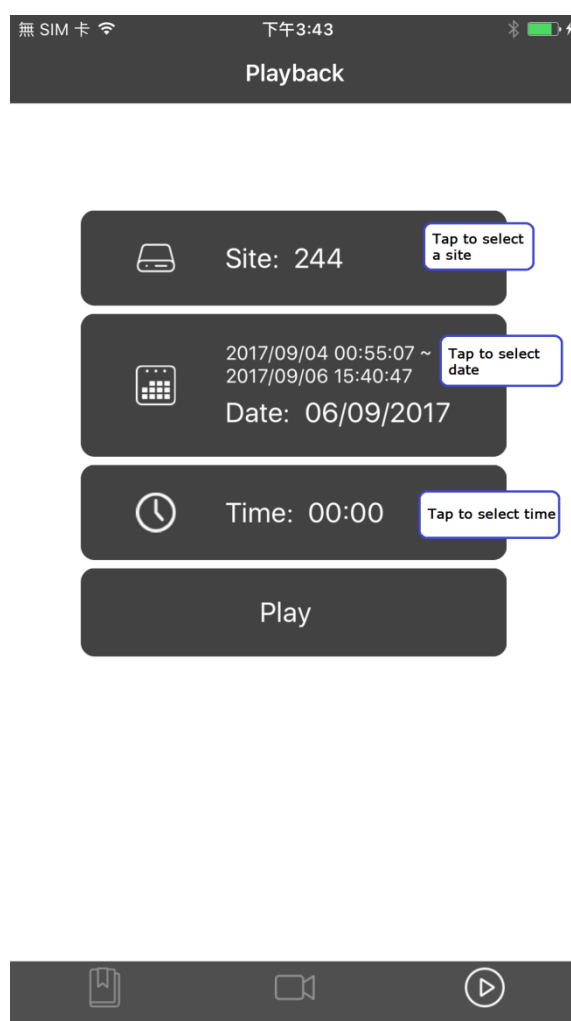 無 SIM 卡 下午3:43
Playback
Site: 244
Tap to select
a site
2017/09/04 00:55:07 ~
2017/09/06 15:40:47
Date: 06/09/2017
Tap to select
date
Time: 00:00
Tap to select time
Play